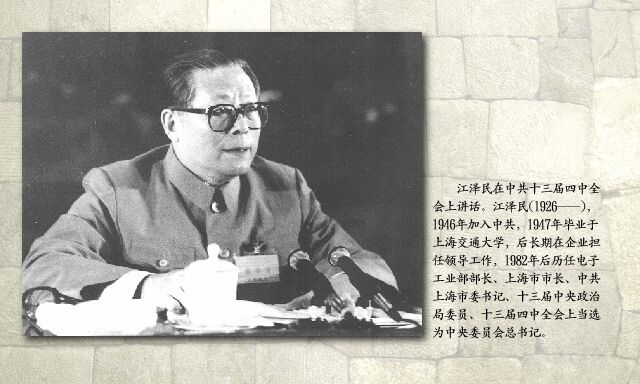 江泽民在中共十三届四中全
会上讲话。江泽民(1926——),
1946年加入中共,1947年毕业于
上海交通大学,后长期在企业担
任领导工作,1982年后历任电子
工业部部长、上海市市长、中共
上海市委书记、十三届中央政治
局委员、十三届四中全会上当选
为中央委员会总书记。